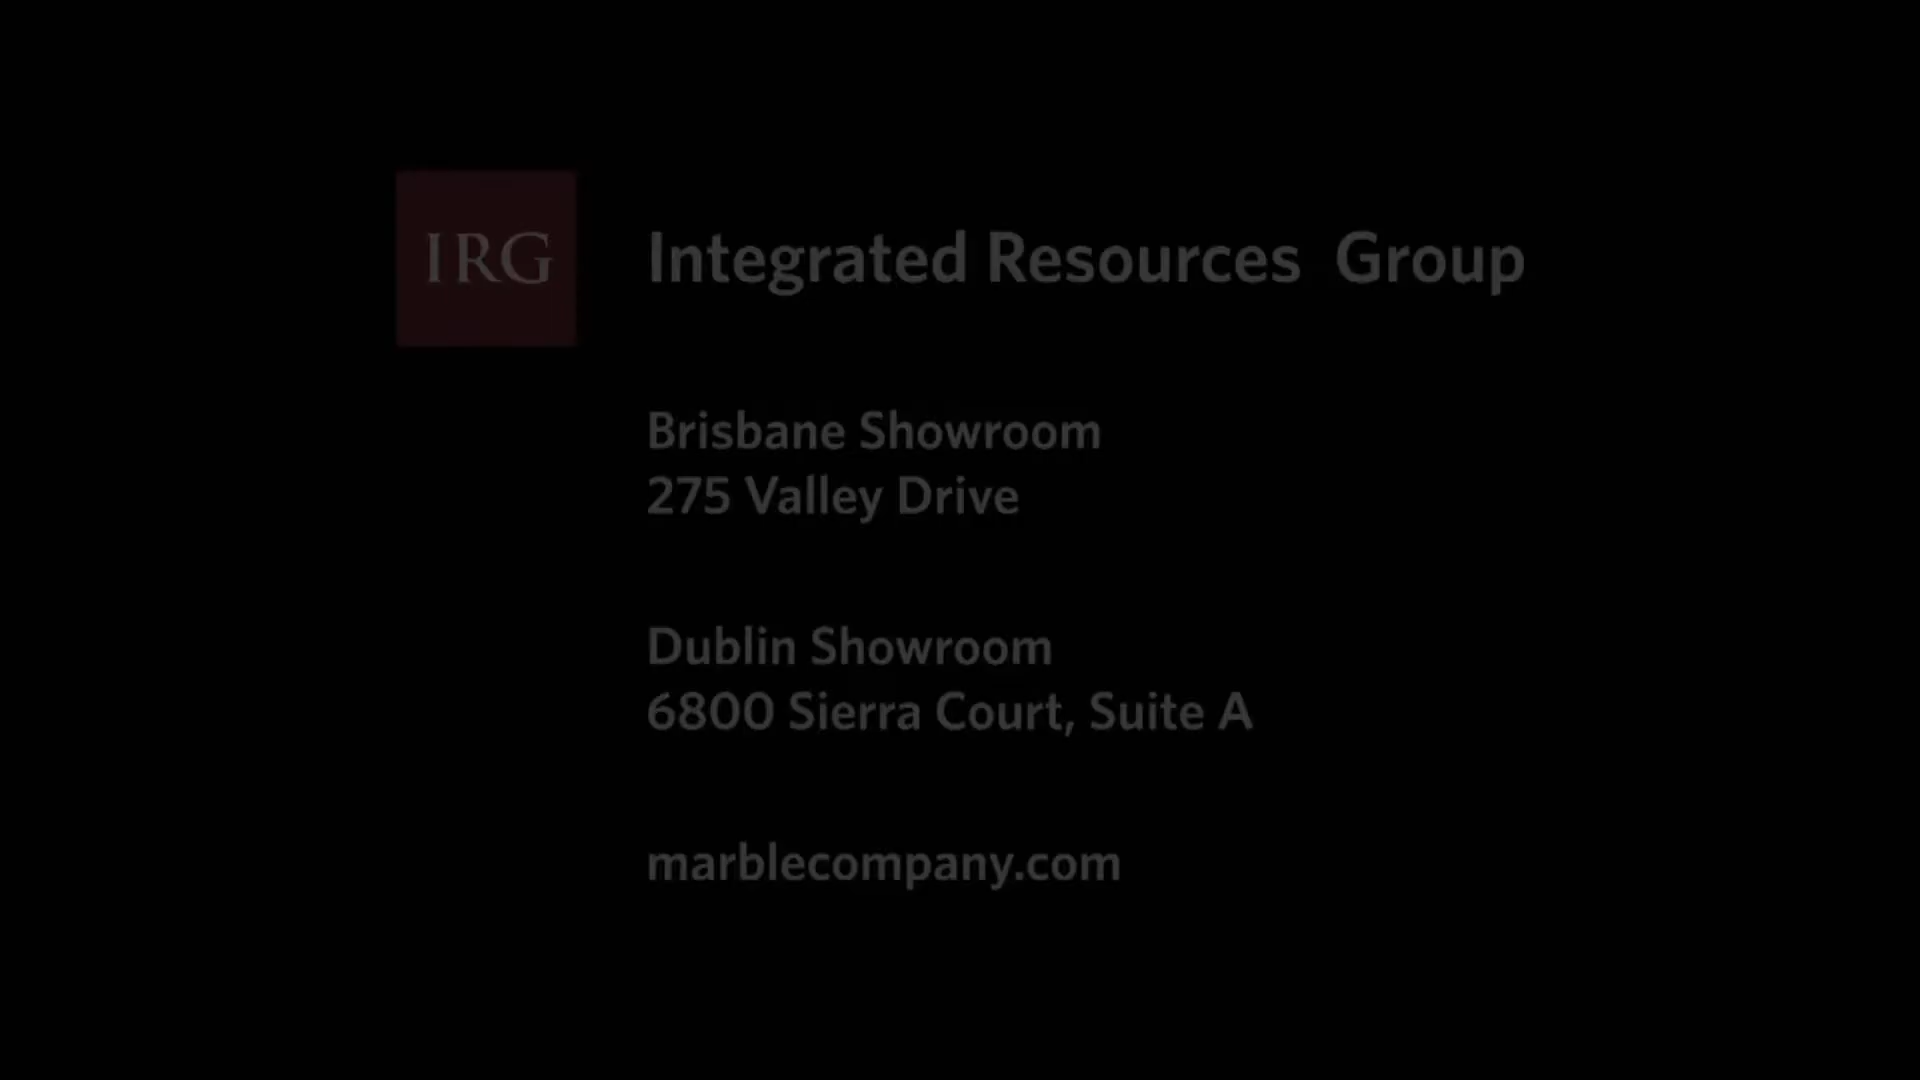 IRG
Integrated Resources Group
Brisbane Showroom
275 Valley Drive
Dublin Showroom
6800 Sierra Court, Suite A
marblecompany.com